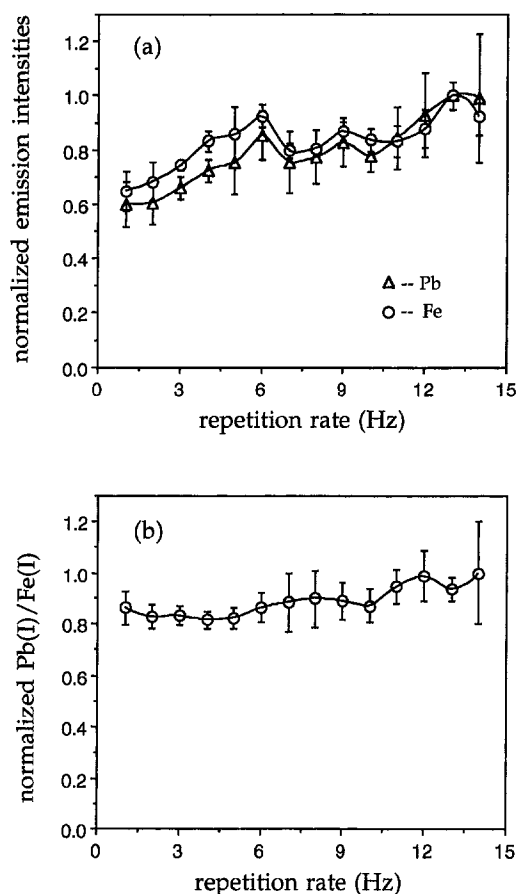 (a)
normalized emission intensities
1.2
1.0
0.8
0.6
0.4
0.2
0.0
-- Pb
-- Fe
0 3 6 9 12 15
repetition rate (Hz)
(b)
normalized Pb(I)/Fe(I)
1.2
1.0
0.8
0.6
0.4
0.2
0.0
0 3 6 9 12 15
repetition rate (Hz)